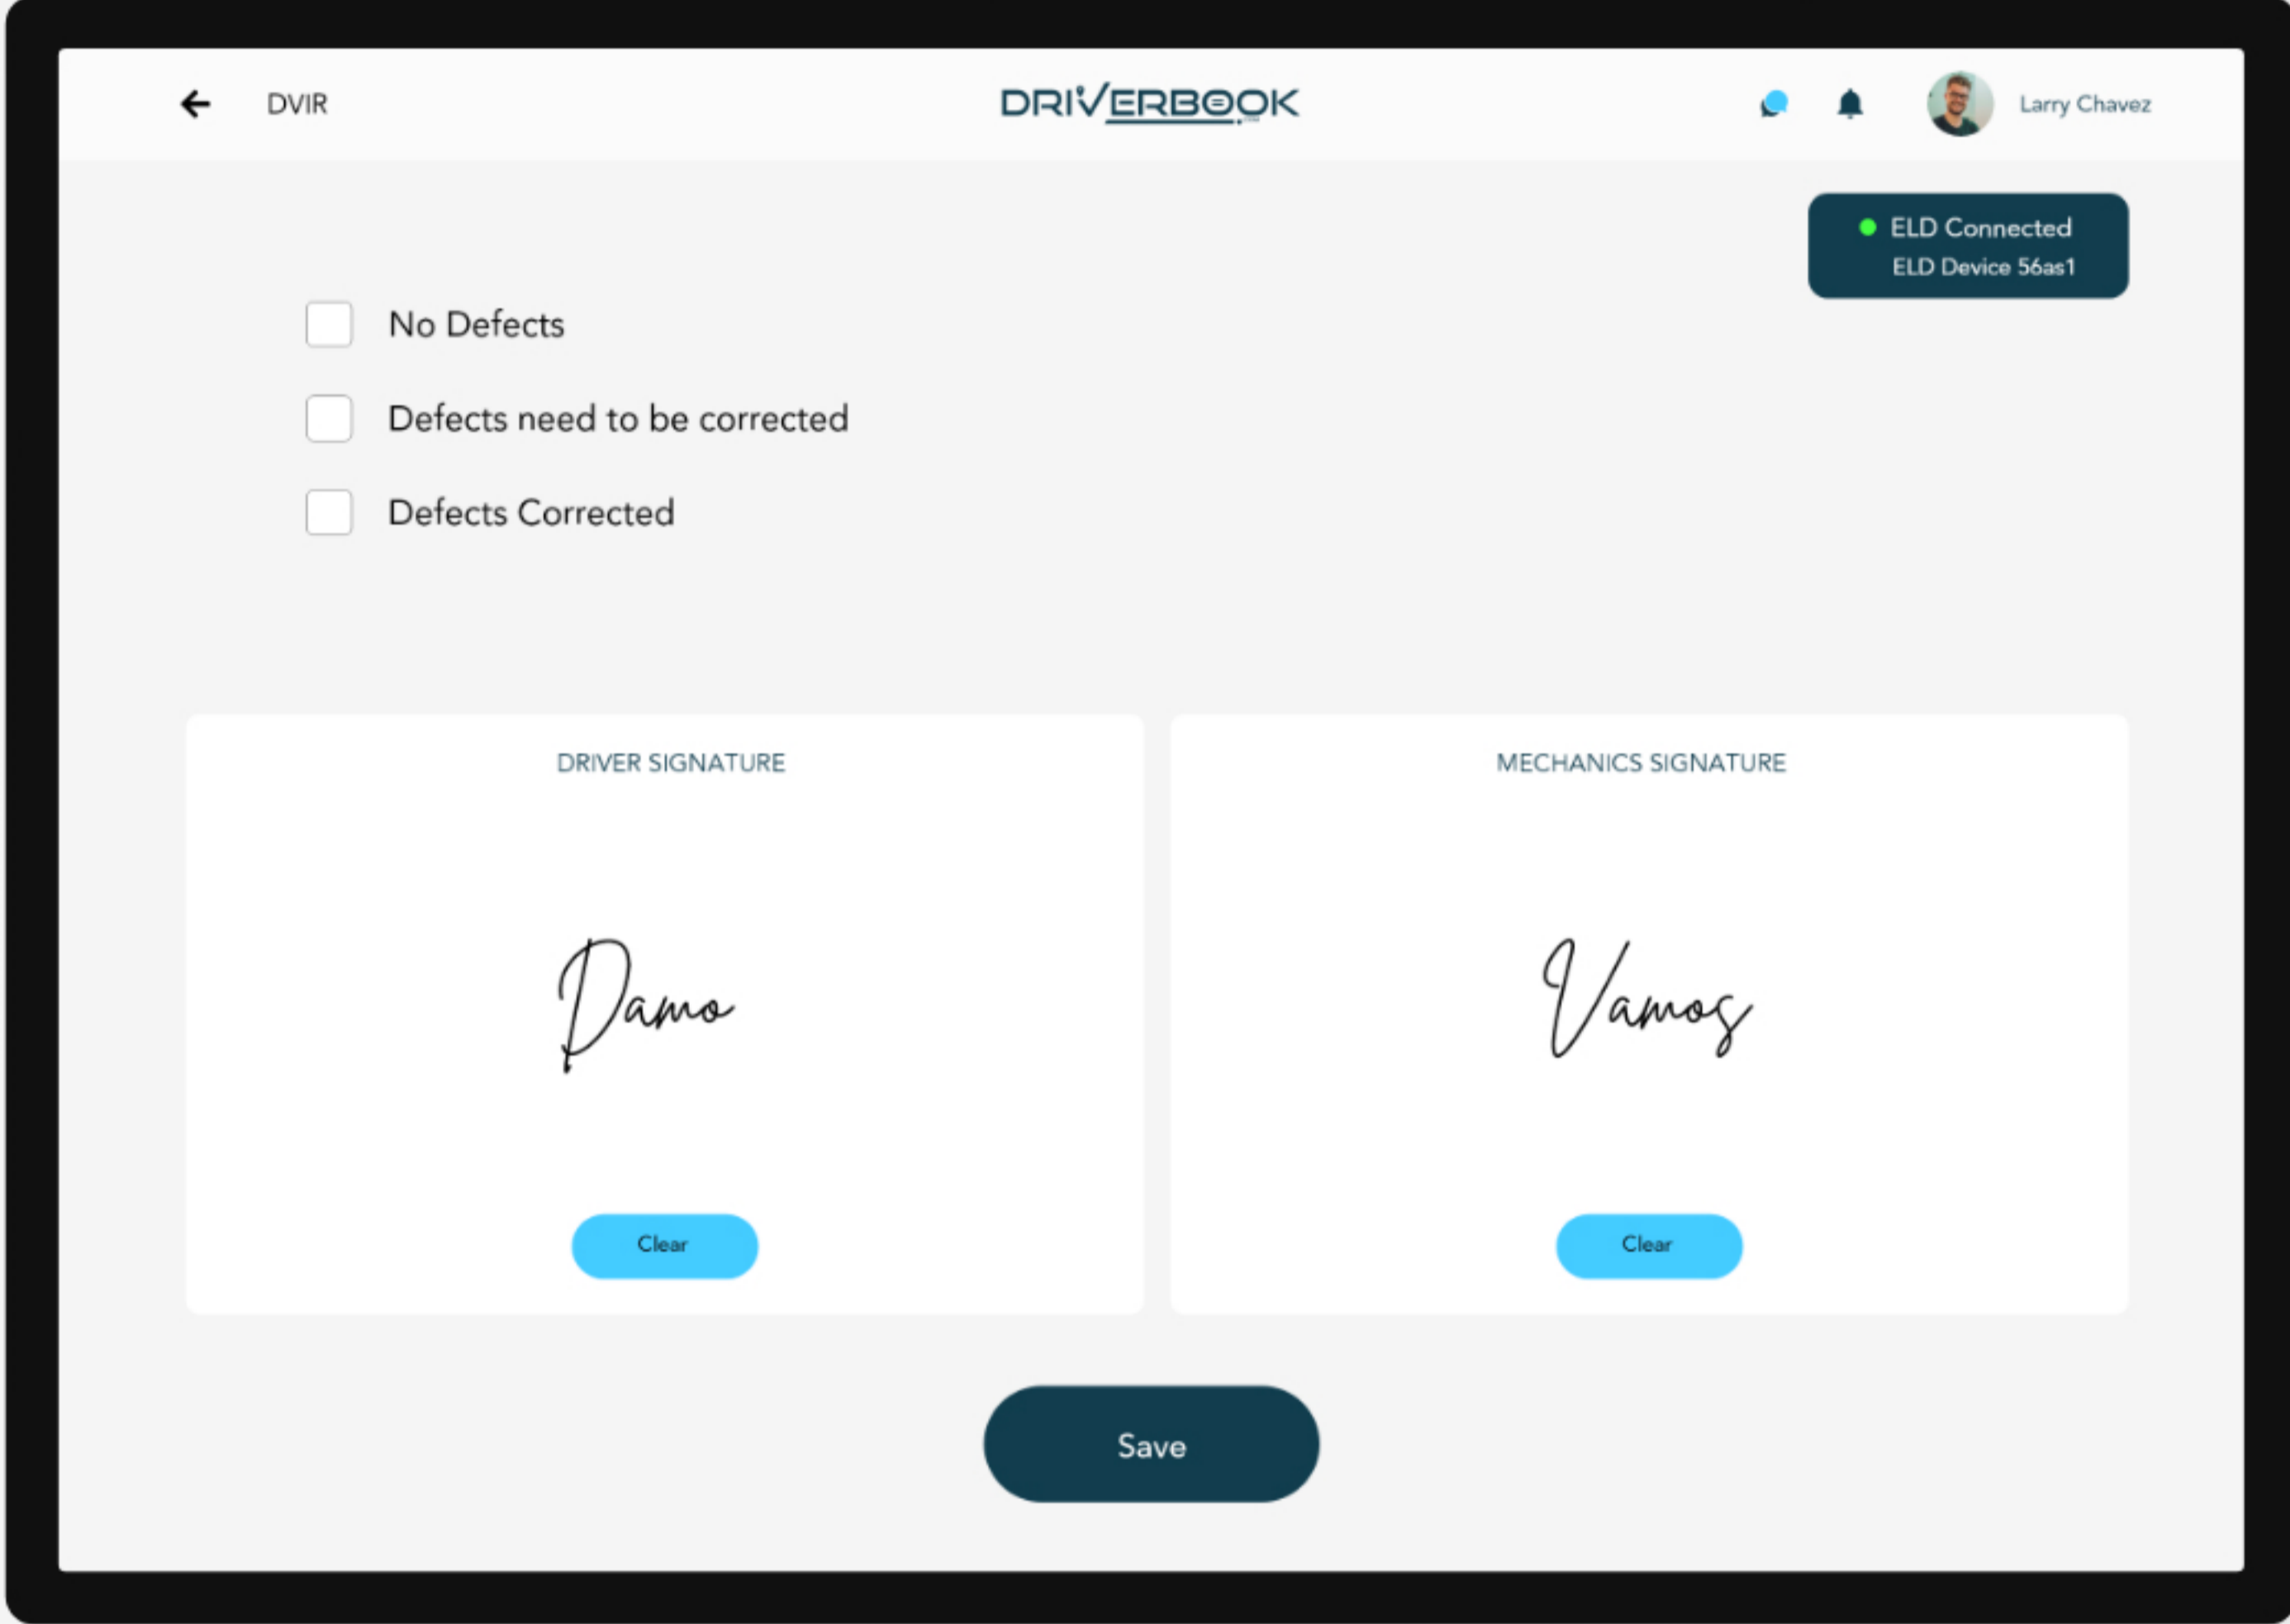 DVIR
DRIVERBOOK
Larry Chavez
ELD Connected
ELD Device 56as1
No Defects
Defects need to be corrected
Defects Corrected
DRIVER SIGNATURE
MECHANICS SIGNATURE
Damo
Vamos
Clear
Clear
Save